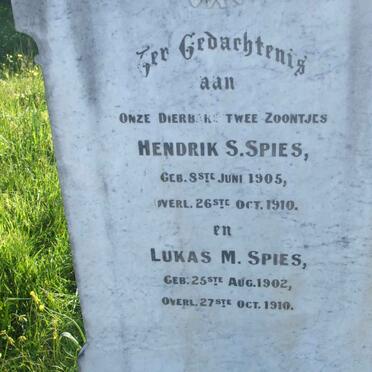 Ter Gedachtenis
aan
Onze Dierbare Twee Zoontjes
Hendrik S. Spies,
Geb. 8ste Juni 1905,
Overl. 26ste Oct. 1910.
en
Lukas M. Spies,
Geb. 25ste Aug. 1902,
Overl. 27ste Oct. 1910.